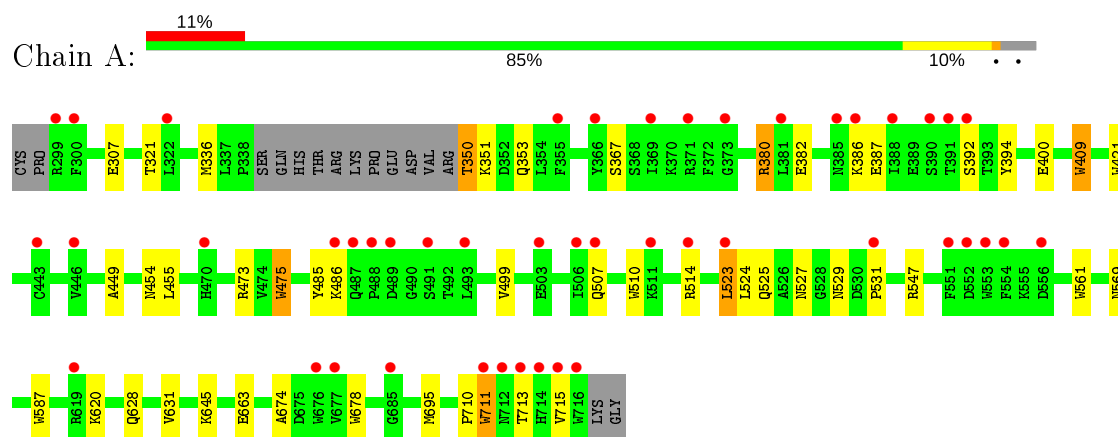 11%
Chain A:
85% 10% • •
CYS PRO R299 F300 E307 T321 L322 M336 L337 P338 SER GLN HIS THR ARG LYS PRO GLU ASP VAL ARG T350 K351 D352 Q353 L354 F355 Y366 S367 S368 I369 K370 R371 F372 G373 R380 L381 E382 N385 K386 E387 I388 E389 S390 T391 S392 T393 Y394 E400 W409
C443 V446 A449 N454 L455 H470 R473 V474 W475 Y485 K486 Q487 P488 D489 G490 S491 T492 L493 V499 E503 I506 Q507 W510 K511 R514 L523 L524 Q525 A526 N527 G528 N529 D530 P531 R547 F551 D552 W553 F554 K555 D556 W561
W587 R619 K620 Q628 V631 K645 E663 A674 D675 W676 V677 W678 G685 M695 P710 W711 N712 T713 H714 V715 W716 LYS GLY